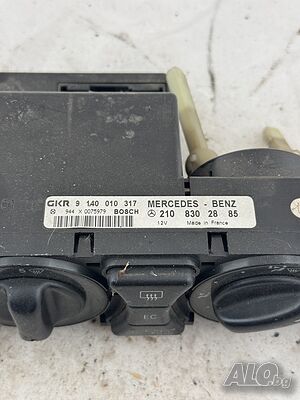 GKR 9 140 010 317 MERCEDES - BENZ
944 X 0075979 BOSCH 210 830 28 85
12V Made in France
EC
ALO.bg